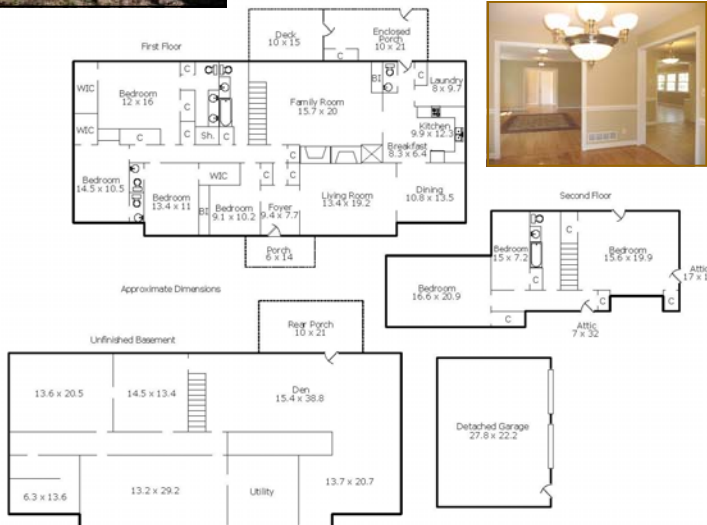 First Floor
Deck
10 x 15
Enclosed
Porch
10 x 21
C
WIC
Bedroom
12 x 16
C
C
C
WIC
C
Sh.
C
Family Room
15.7 x 20
BI
C
Laundry
8 x 9.7
Kitchen
9.9 x 12.3
Breakfast
8.3 x 6.4
C
Bedroom
14.5 x 10.5
Bedroom
13.4 x 11
WIC
BI
Bedroom
9.1 x 10.2
C
C
Foyer
9.4 x 7.7
Living Room
13.4 x 19.2
Dining
10.8 x 13.5
Porch
6 x 14
Second Floor
Bedroom
15 x 7.2
C
C
Bedroom
15.6 x 19.9
Bedroom
16.6 x 20.9
C
C
C
Attic
7 x 32
Approximate Dimensions
Unfinished Basement
Rear Porch
10 x 21
13.6 x 20.5
14.5 x 13.4
Den
15.4 x 38.8
6.3 x 13.6
13.2 x 29.2
Utility
13.7 x 20.7
Detached Garage
27.8 x 22.2